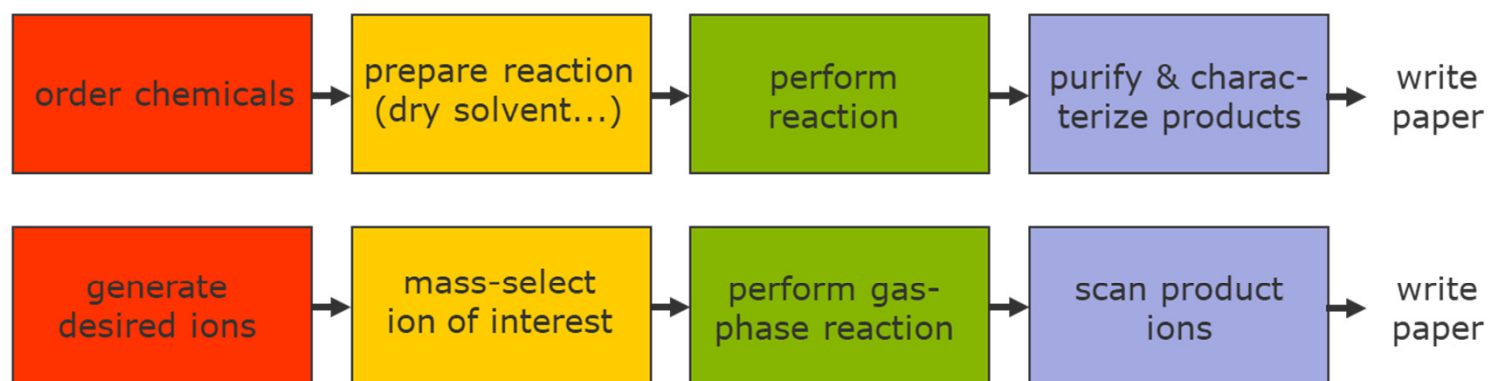 order chemicals
prepare reaction
(dry solvent...)
perform
reaction
purify & charac-
terize products
write
paper
generate
desired ions
mass-select
ion of interest
perform gas-
phase reaction
scan product
ions
write
paper